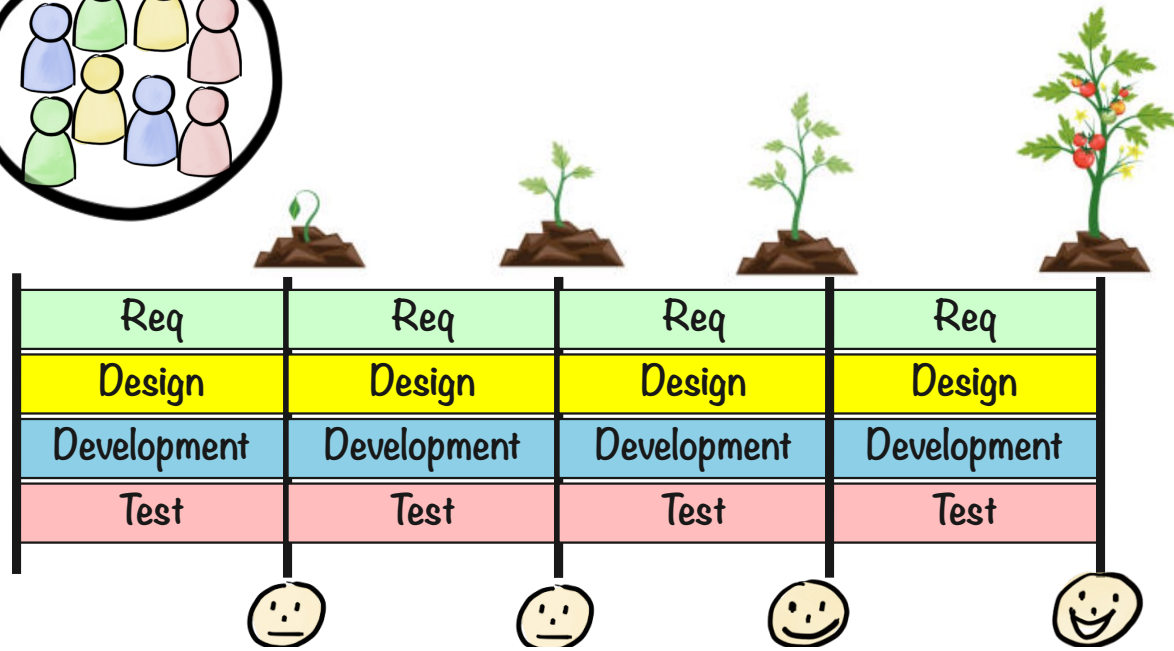 Req Req Req Req
Design Design Design Design
Development Development Development Development
Test Test Test Test